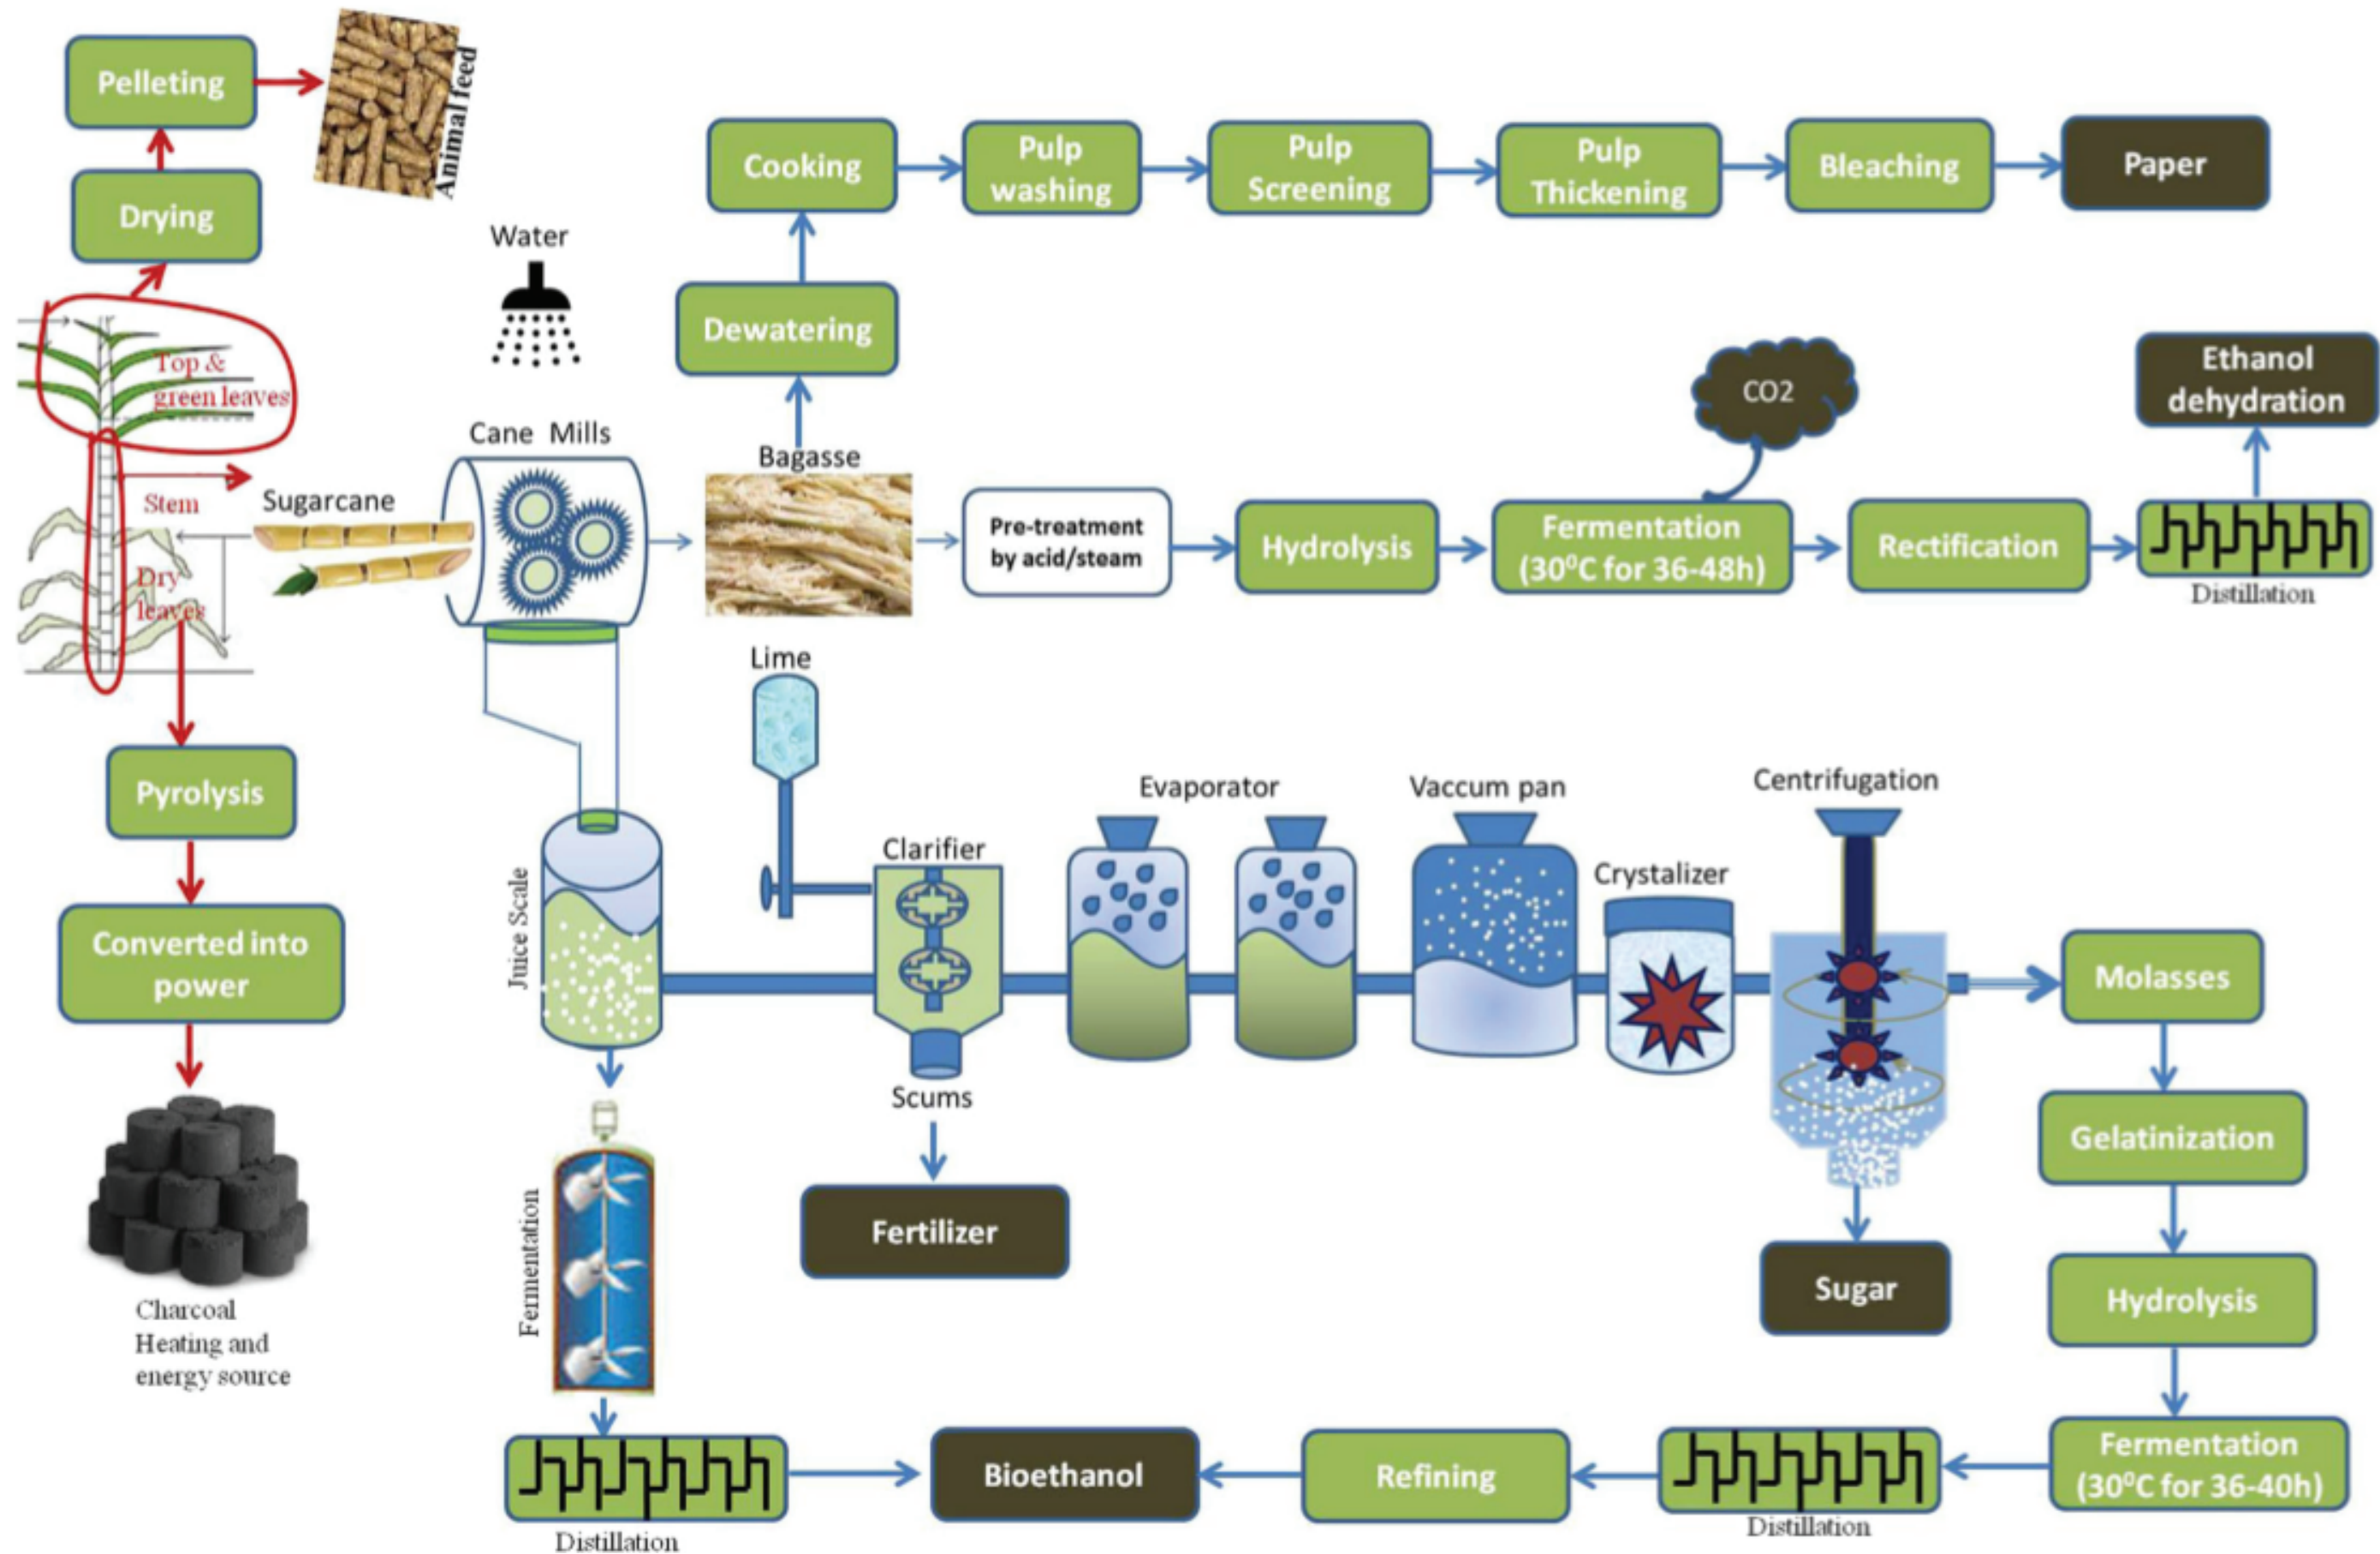 Pelleting
Animal feed
Drying
Top &
green leaves
Stem
Dry
leaves
Pyrolysis
Converted into
power
Charcoal
Heating and
energy source
Water
Sugarcane
Cane Mills
Bagasse
Dewatering
Cooking
Pulp
washing
Pulp
Screening
Pulp
Thickening
Bleaching
Paper
Pre-treatment
by acid/steam
Hydrolysis
CO2
Fermentation
(30⁰C for 36-48h)
Rectification
Distillation
Ethanol
dehydration
Juice Scale
Lime
Clarifier
Scums
Fertilizer
Evaporator
Vaccum pan
Crystalizer
Centrifugation
Sugar
Molasses
Gelatinization
Hydrolysis
Fermentation
(30⁰C for 36-40h)
Distillation
Refining
Bioethanol
Fermentation
Distillation